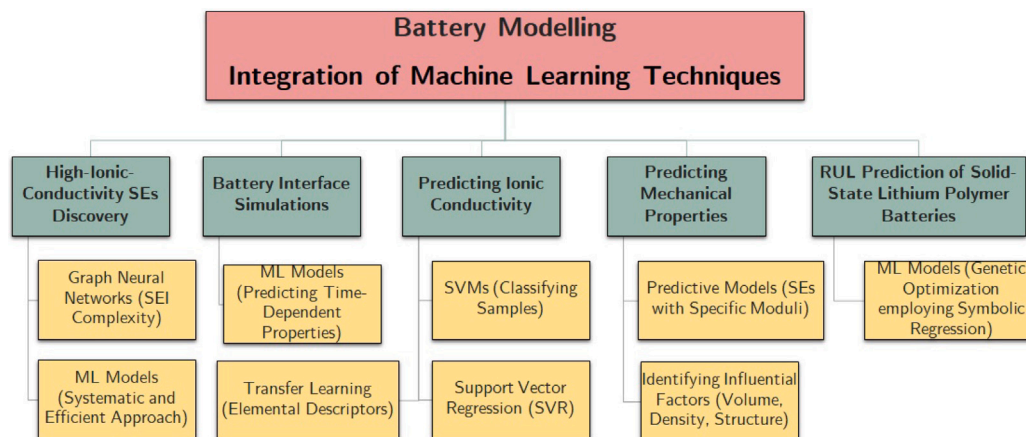 Battery Modelling
Integration of Machine Learning Techniques
High-Ionic-
Conductivity SEs
Discovery
Battery Interface
Simulations
Predicting Ionic
Conductivity
Predicting
Mechanical
Properties
RUL Prediction of Solid-
State Lithium Polymer
Batteries
Graph Neural
Networks (SEI
Complexity)
ML Models
(Predicting Time-
Dependent
Properties)
SVMs (Classifying
Samples)
Predictive Models (SEs
with Specific Moduli)
ML Models (Genetic
Optimization
employing Symbolic
Regression)
ML Models
(Systematic and
Efficient Approach)
Transfer Learning
(Elemental Descriptors)
Support Vector
Regression (SVR)
Identifying Influential
Factors (Volume,
Density, Structure)